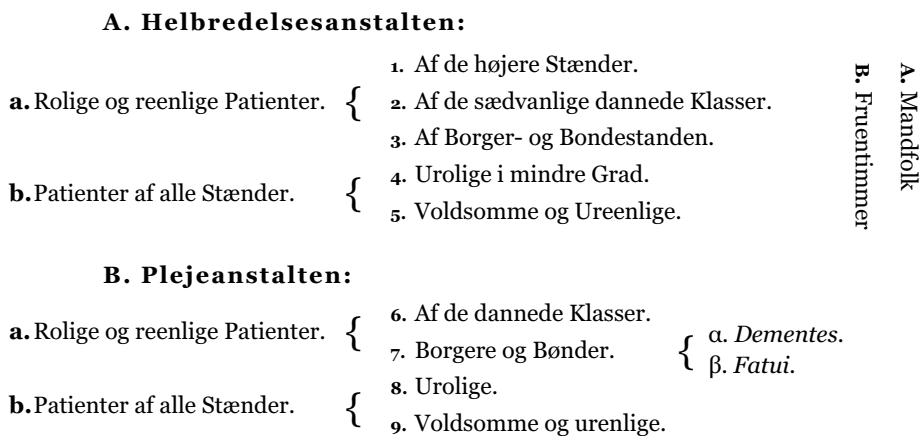 A. Helbredelsesanstalten:
a. Rolige og reenlige Patienter. {
1. Af de højere Stænder.
2. Af de sædvanlige dannede Klasser.
3. Af Borger- og Bondestanden.
b. Patienter af alle Stænder. {
4. Urolige i mindre Grad.
5. Voldsomme og Ureenlige.
A. Mandfolk
B. Fruentimmer
B. Plejeanstalten:
a. Rolige og reenlige Patienter. {
6. Af de dannede Klasser.
7. Borgere og Bønder. {
α. Dementes.
β. Fatui.
b. Patienter af alle Stænder. {
8. Urolige.
9. Voldsomme og urenlige.